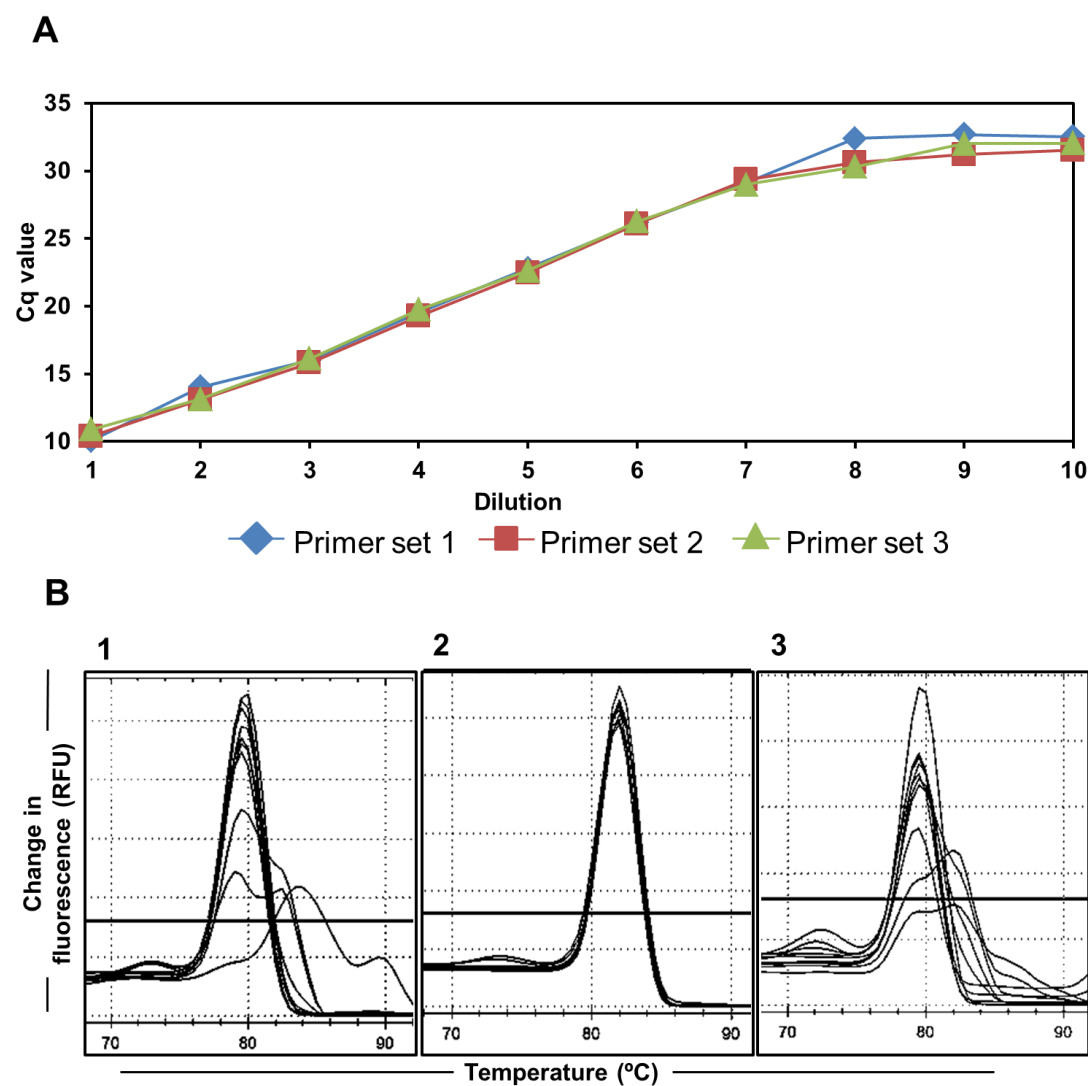 A
35
30
25
20
15
10
Cq value
1 2 3 4 5 6 7 8 9 10
Dilution
Primer set 1 Primer set 2 Primer set 3
B
1 2 3
Change in
fluorescence (RFU)
70 80 90 70 80 90 70 80 90
Temperature (ºC)